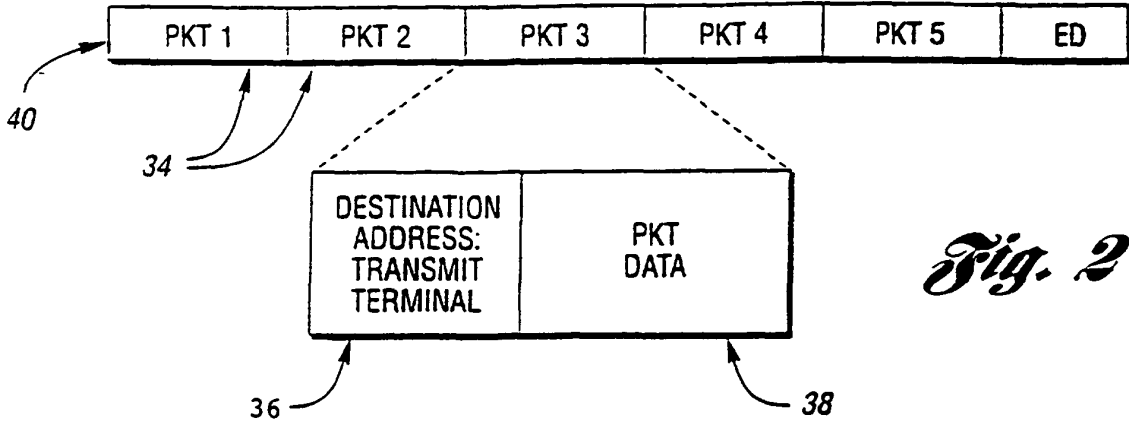 PKT 1 PKT 2 PKT 3 PKT 4 PKT 5 ED
40
34
DESTINATION
ADDRESS:
TRANSMIT
TERMINAL
PKT
DATA
Fig. 2
36
38